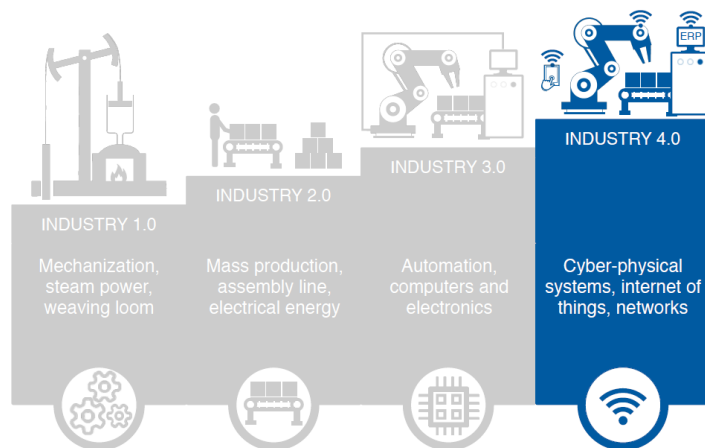 ERP
INDUSTRY 1.0
Mechanization,
steam power,
weaving loom
INDUSTRY 2.0
Mass production,
assembly line,
electrical energy
INDUSTRY 3.0
Automation,
computers and
electronics
INDUSTRY 4.0
Cyber-physical
systems, internet of
things, networks